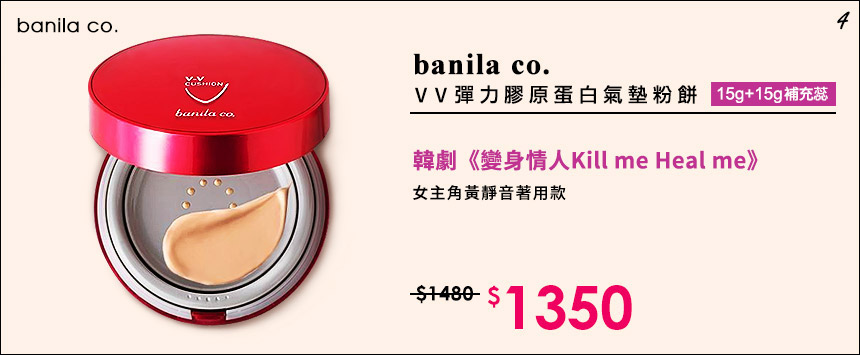 banila co.
4
V-V
CUSHION
banila co.
banila co.
VV彈力膠原蛋白氣墊粉餅 15g+15g補充蕊
韓劇《變身情人Kill me Heal me》
女主角黃靜音著用款
$1480 $1350